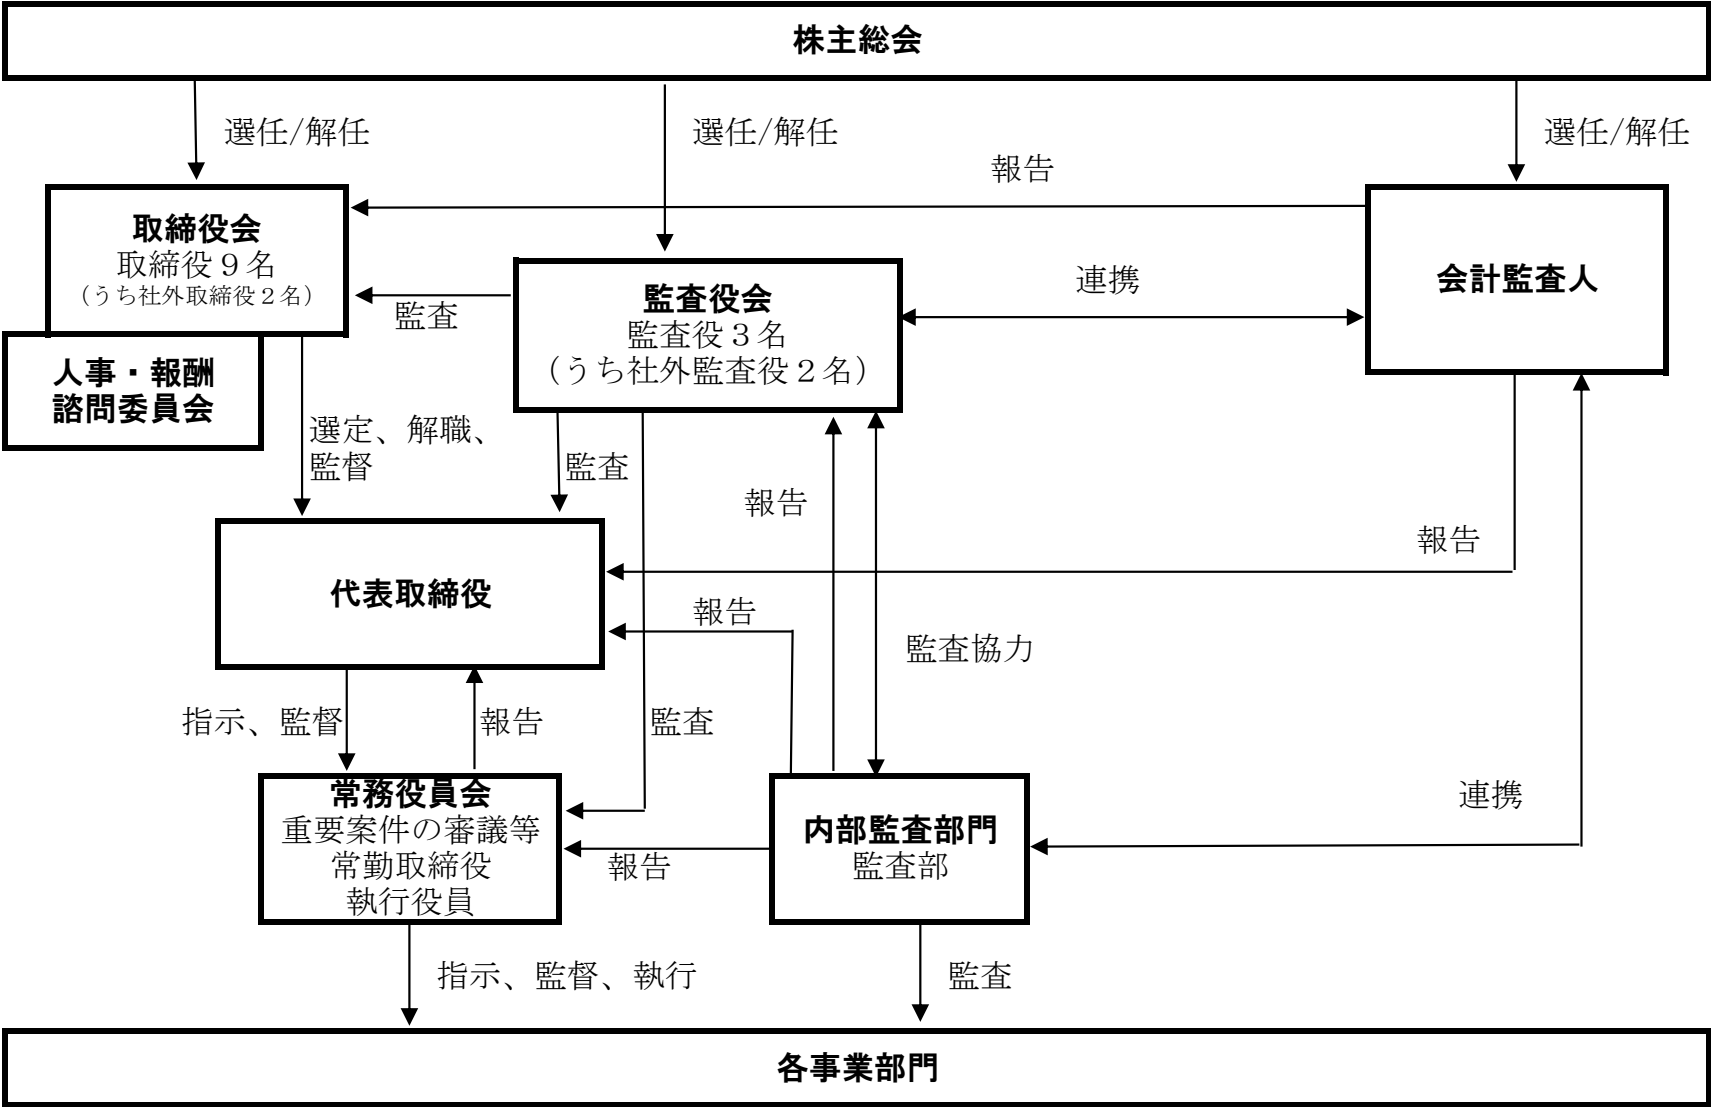 株主総会
選任/解任
選任/解任
選任/解任
報告
取締役会
取締役９名
（うち社外取締役２名）
監査
監査役会
監査役３名
（うち社外監査役２名）
連携
会計監査人
人事・報酬
諮問委員会
選定、解職、
監督
監査
報告
報告
代表取締役
報告
監査協力
指示、監督
報告
監査
連携
常務役員会
重要案件の審議等
常勤取締役
執行役員
報告
内部監査部門
監査部
指示、監督、執行
監査
各事業部門